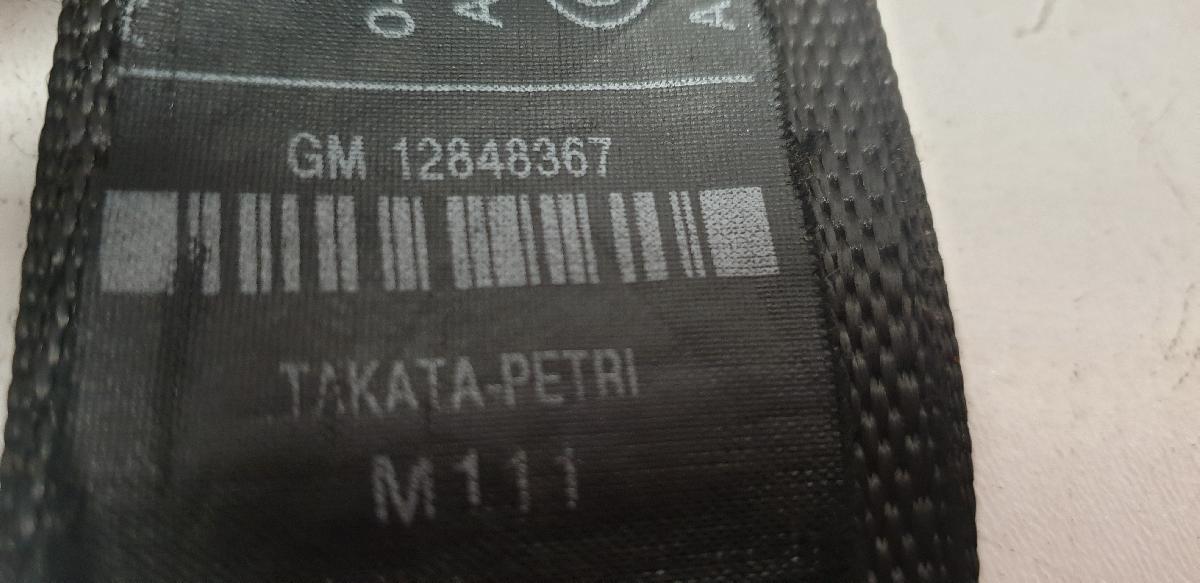 GM 12848367
TAKATA-PETRI
M111